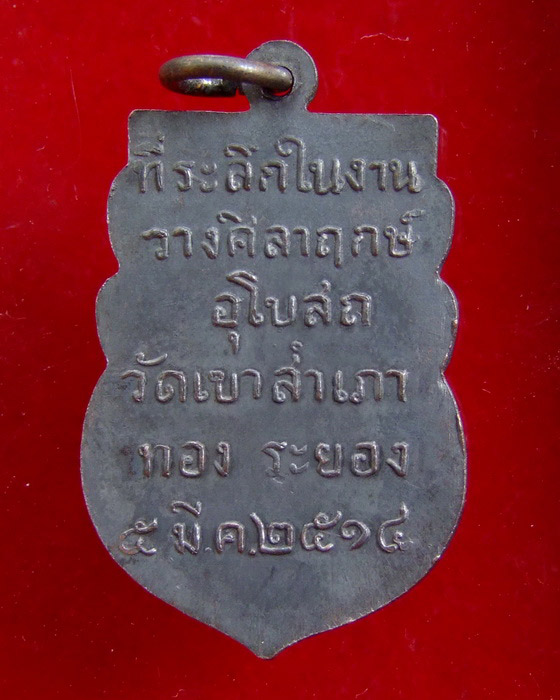 ที่ระลึกในงาน
วางศิลาฤกษ์
อุโบสถ
วัดเขาสำเภา
ทอง ระยอง
๕ มี.ค.๒๕๑๔